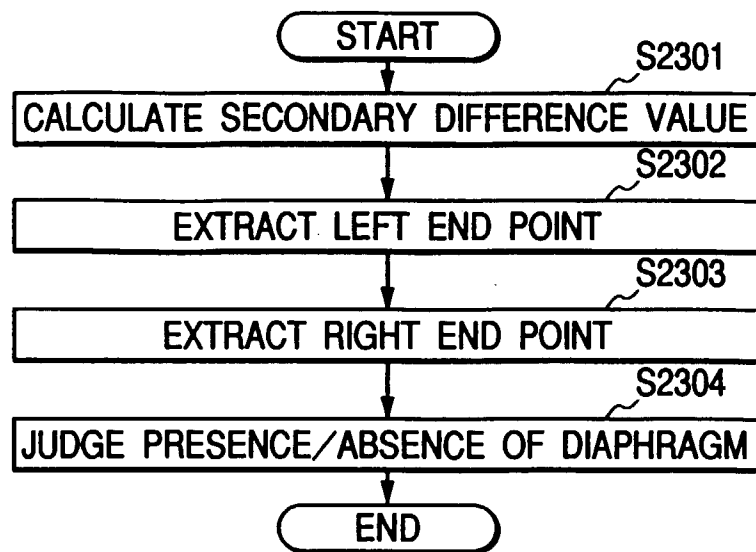 START
S2301
CALCULATE SECONDARY DIFFERENCE VALUE
S2302
EXTRACT LEFT END POINT
S2303
EXTRACT RIGHT END POINT
S2304
JUDGE PRESENCE/ABSENCE OF DIAPHRAGM
END